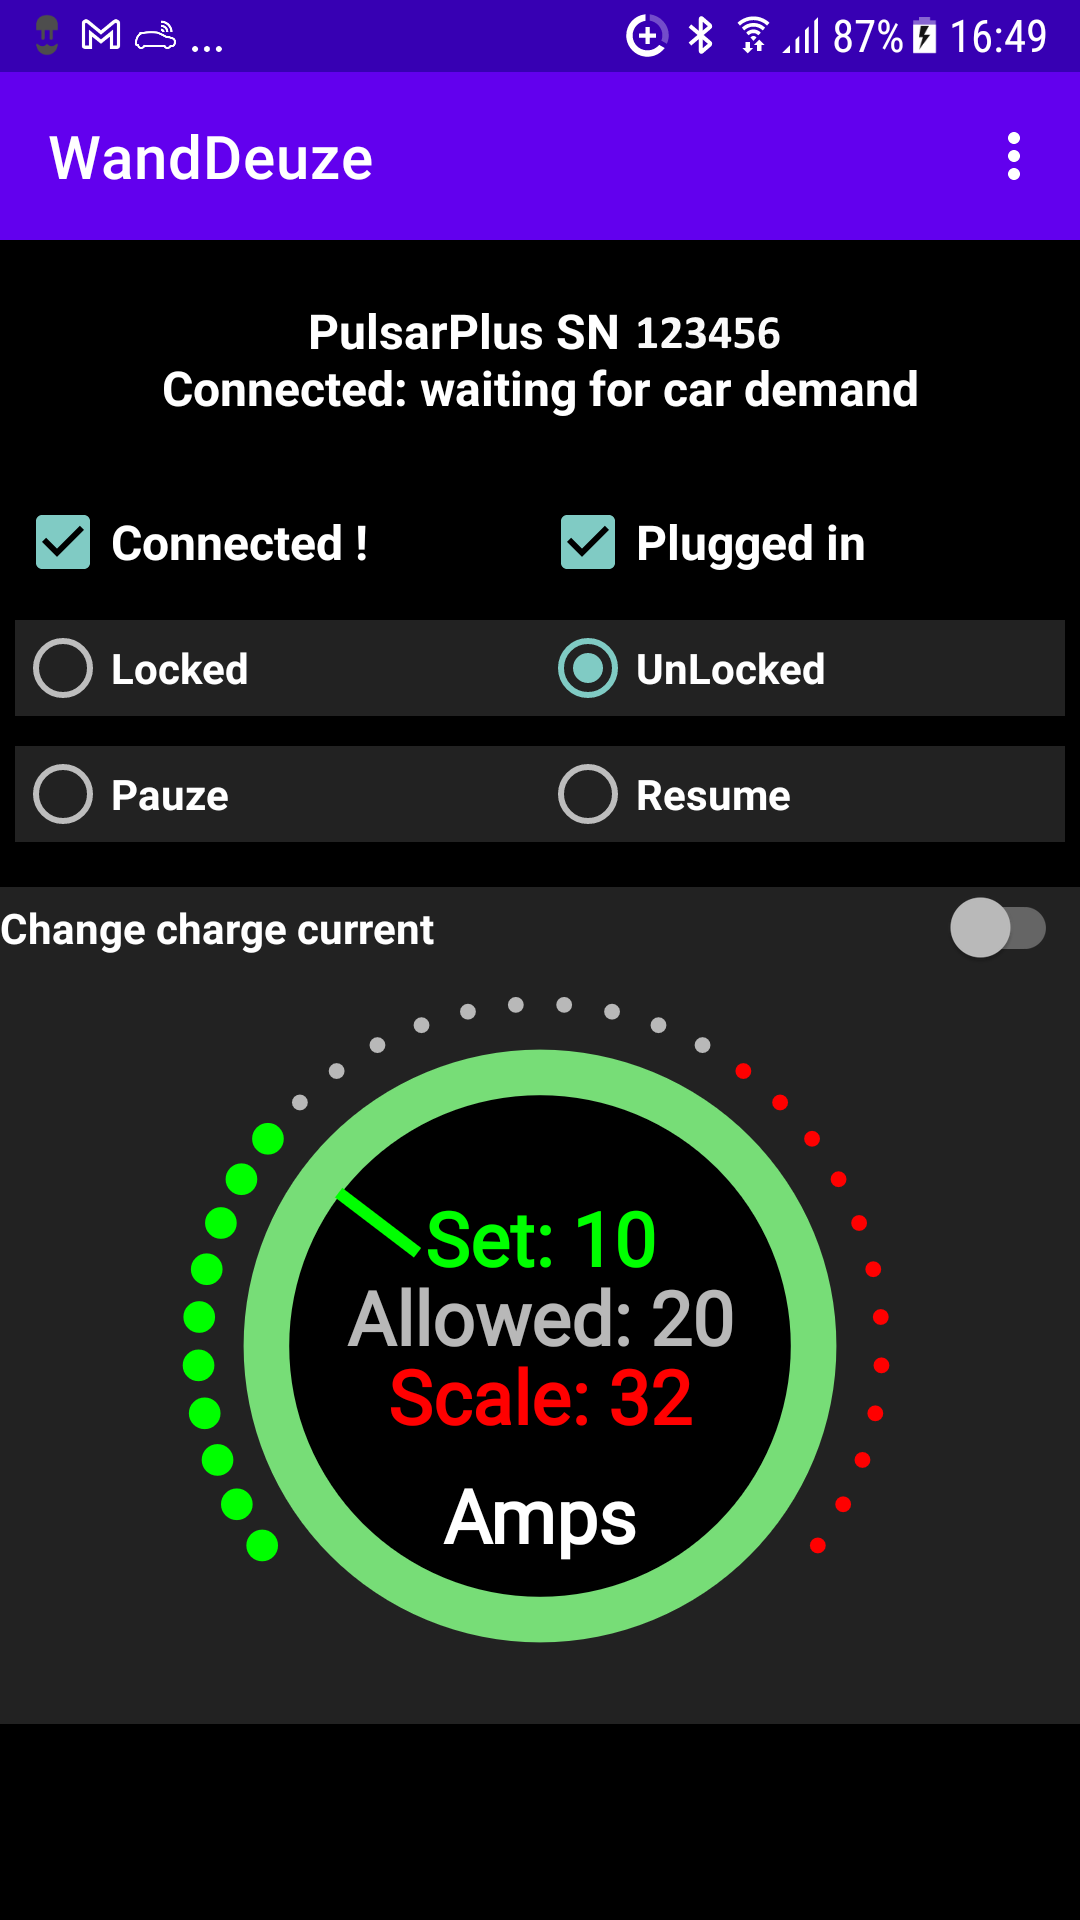 ... 87% 16:49
WandDeuze
PulsarPlus SN 123456
Connected: waiting for car demand
Connected ! Plugged in
Locked UnLocked
Pauze Resume
Change charge current
Set: 10
Allowed: 20
Scale: 32
Amps